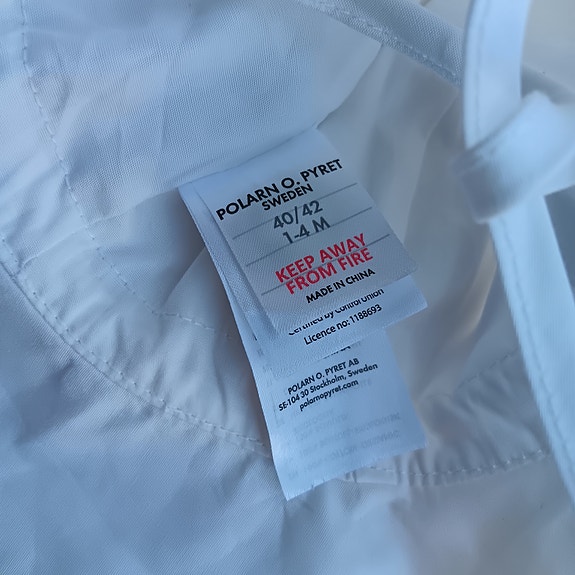 POLARN O. PYRET
SWEDEN
40/42
1-4 M
KEEP AWAY
FROM FIRE
MADE IN CHINA
Certified by Control Union
Licence no: 1188693
POLARN O. PYRET AB
SE-104 30 Stockholm, Sweden
polarnopyret.com